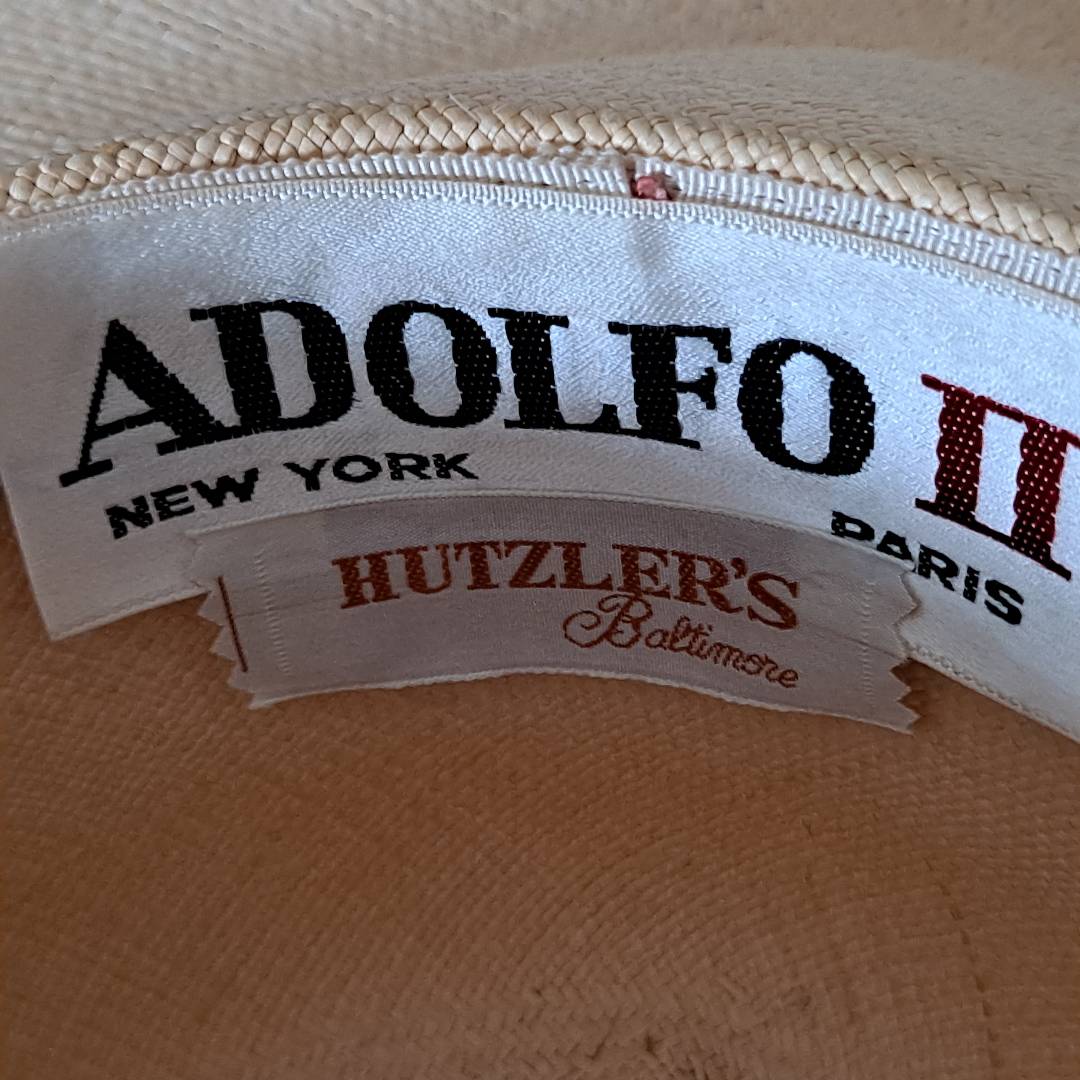 ADOLFO II
NEW YORK PARIS
HUTZLER'S
Baltimore